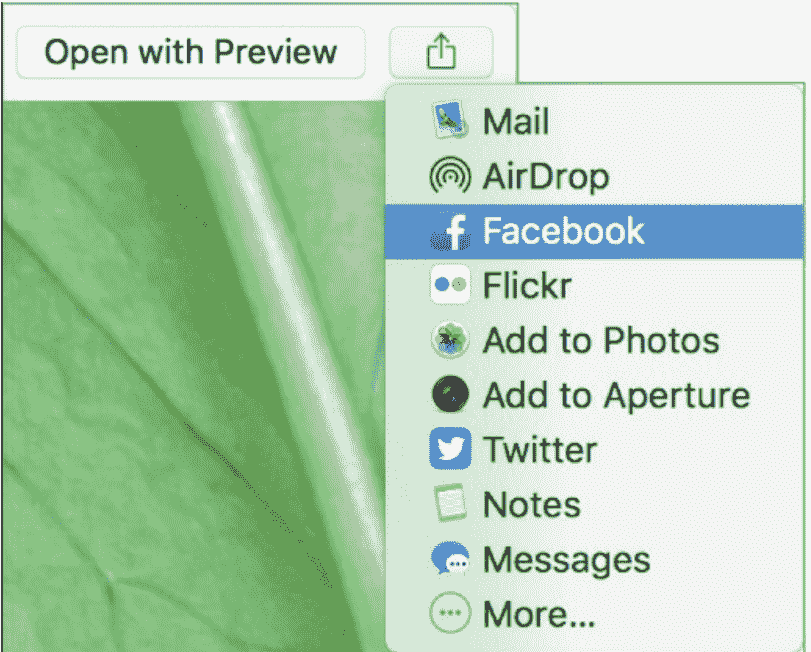 Open with Preview
Mail
AirDrop
Facebook
Flickr
Add to Photos
Add to Aperture
Twitter
Notes
Messages
More...